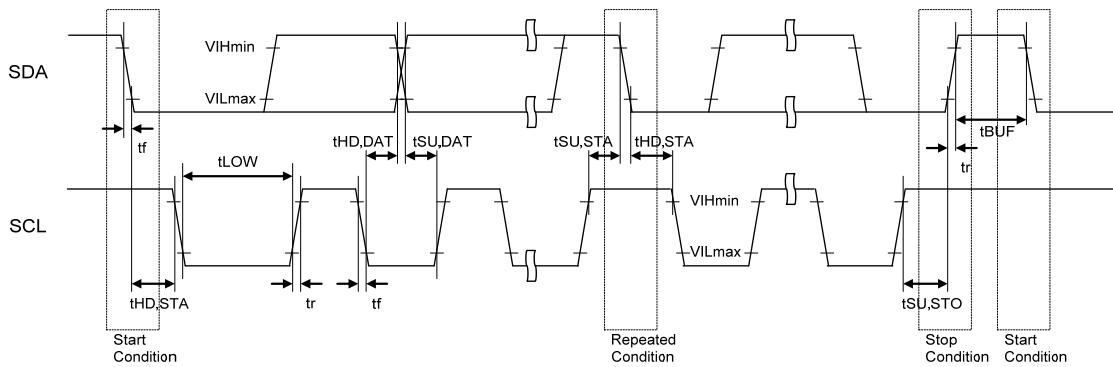 SDA
VIHmin
VILmax
tf
tLOW
tHD,DAT
tSU,DAT
tSU,STA
tHD,STA
tBUF
tr
SCL
VIHmin
VILmax
tHD,STA
tr
tf
tSU,STO
Start
Condition
Repeated
Condition
Stop
Condition
Start
Condition